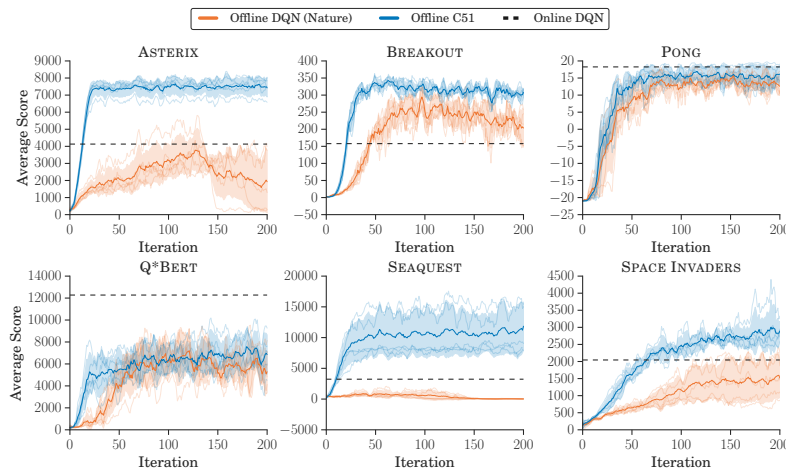 Offline DQN (Nature) Offline C51 Online DQN
ASTERIX BREAKOUT PONG
Average Score
9000 8000 7000 6000 5000 4000 3000 2000 1000 0
0 50 100 150 200
Iteration
400 350 300 250 200 150 100 50 0 −50
0 50 100 150 200
Iteration
20 15 10 5 0 −5 −10 −15 −20 −25
0 50 100 150 200
Iteration
Q*BERT SEAQUEST SPACE INVADERS
Average Score
14000 12000 10000 8000 6000 4000 2000 0
0 50 100 150 200
Iteration
20000 15000 10000 5000 0 −5000
0 50 100 150 200
Iteration
4500 4000 3500 3000 2500 2000 1500 1000 500 0
0 50 100 150 200
Iteration